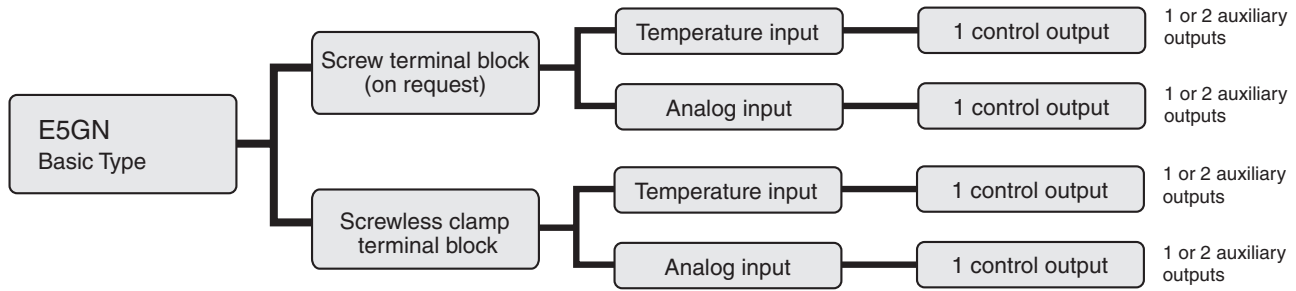 E5GN
Basic Type
Screw terminal block
(on request)
Temperature input
1 control output
1 or 2 auxiliary
outputs
Analog input
1 control output
1 or 2 auxiliary
outputs
Screwless clamp
terminal block
Temperature input
1 control output
1 or 2 auxiliary
outputs
Analog input
1 control output
1 or 2 auxiliary
outputs